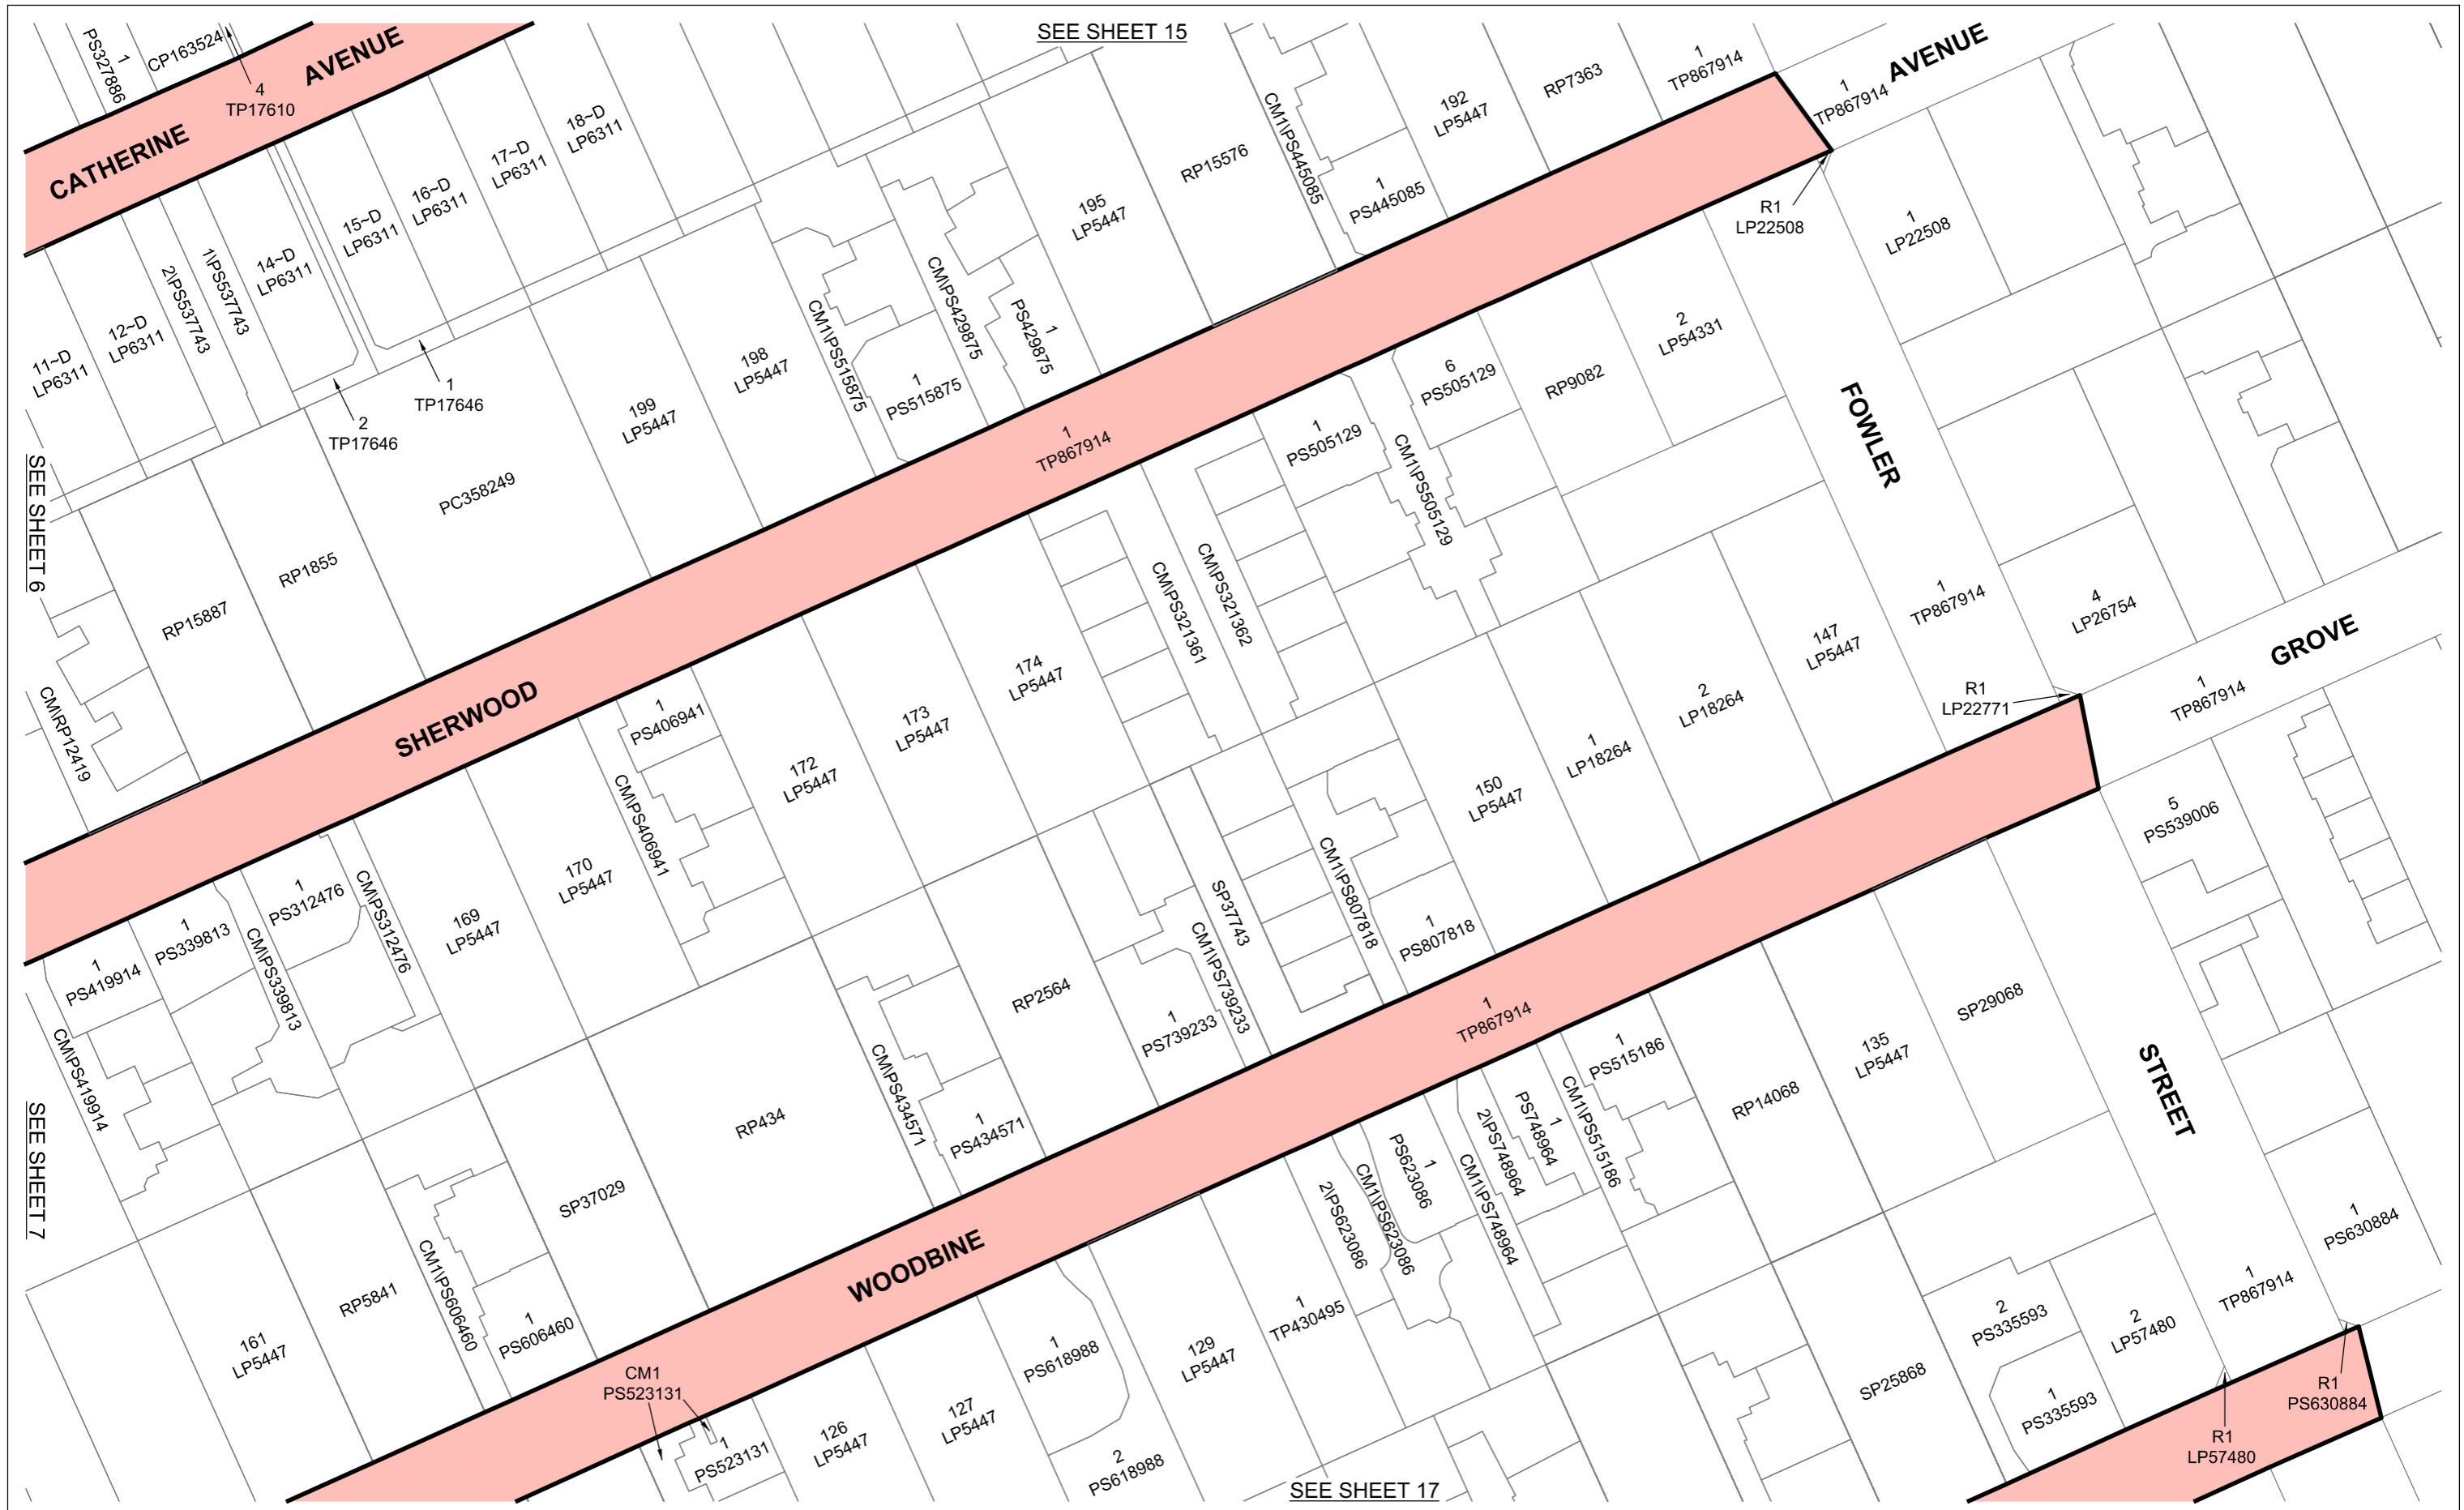 SEE SHEET 15
1
PS327886
CP163524
4
TP17610
CATHERINE
AVENUE
11~D
LP6311
12~D
LP6311
2\PS537743
1\PS537743
14~D
LP6311
15~D
LP6311
16~D
LP6311
17~D
LP6311
18~D
LP6311
1
TP17646
2
TP17646
195
LP5447
RP15576
CM1\PS445085
1
PS445085
192
LP5447
RP7363
1
TP867914
1
TP867914
AVENUE
R1
LP22508
1
LP22508
SEE SHEET 6
RP15887
RP1855
PC358249
199
LP5447
198
LP5447
CM1\PS515875
1
PS515875
CM\PS429875
1
PS429875
CM\RP12419
SHERWOOD
1
TP867914
1
PS505129
CM1\PS505129
6
PS505129
RP9082
2
LP54331
FOWLER
1
TP867914
4
LP26754
R1
LP22771
GROVE
1
TP867914
1
PS419914
CM\PS419914
1
PS339813
CM\PS339813
1
PS312476
CM\PS312476
169
LP5447
170
LP5447
CM\PS406941
1
PS406941
172
LP5447
173
LP5447
174
LP5447
CM\PS321361
CM\PS321362
150
LP5447
1
LP18264
2
LP18264
147
LP5447
SEE SHEET 7
161
LP5447
RP5841
CM1\PS606460
1
PS606460
SP37029
RP434
CM\PS434571
1
PS434571
RP2564
1
PS739233
CM1\PS739233
SP37743
CM1\PS807818
1
PS807818
WOODBINE
1
TP867914
5
PS539006
CM1
PS523131
1
PS523131
126
LP5447
127
LP5447
1
PS618988
2
PS618988
129
LP5447
1
TP430495
2\PS623086
CM1\PS623086
1
PS623086
CM1\PS748964
2\PS748964
1
PS748964
CM1\PS515186
1
PS515186
RP14068
135
LP5447
SP29068
STREET
SP25868
2
PS335593
1
PS335593
2
LP57480
1
TP867914
1
PS630884
R1
PS630884
R1
LP57480
SEE SHEET 17